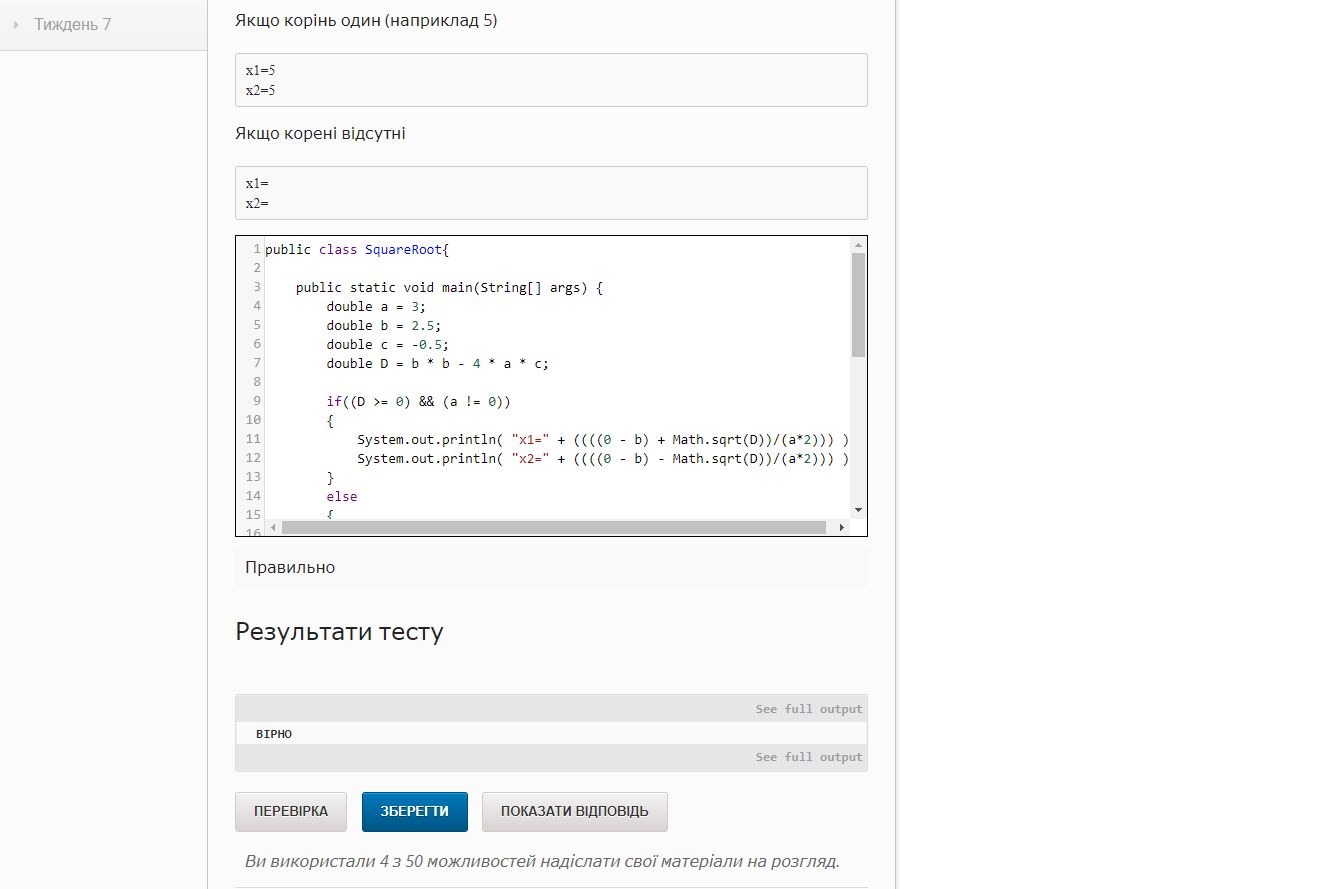 Тиждень 7
Якщо корінь один (наприклад 5)
x1=5
x2=5
Якщо корені відсутні
x1=
x2=
1 public class SquareRoot{
2
3     public static void main(String[] args) {
4         double a = 3;
5         double b = 2.5;
6         double c = -0.5;
7         double D = b * b - 4 * a * c;
8
9         if((D >= 0) && (a != 0))
10         {
11             System.out.println( "x1=" + ((((0 - b) + Math.sqrt(D))/(a*2))) )
12             System.out.println( "x2=" + ((((0 - b) - Math.sqrt(D))/(a*2))) )
13         }
14         else
15         {
16
Правильно
Результати тесту
See full output
ВІРНО
See full output
ПЕРЕВІРКА ЗБЕРЕГТИ ПОКАЗАТИ ВІДПОВІДЬ
Ви використали 4 з 50 можливостей надіслати свої матеріали на розгляд.